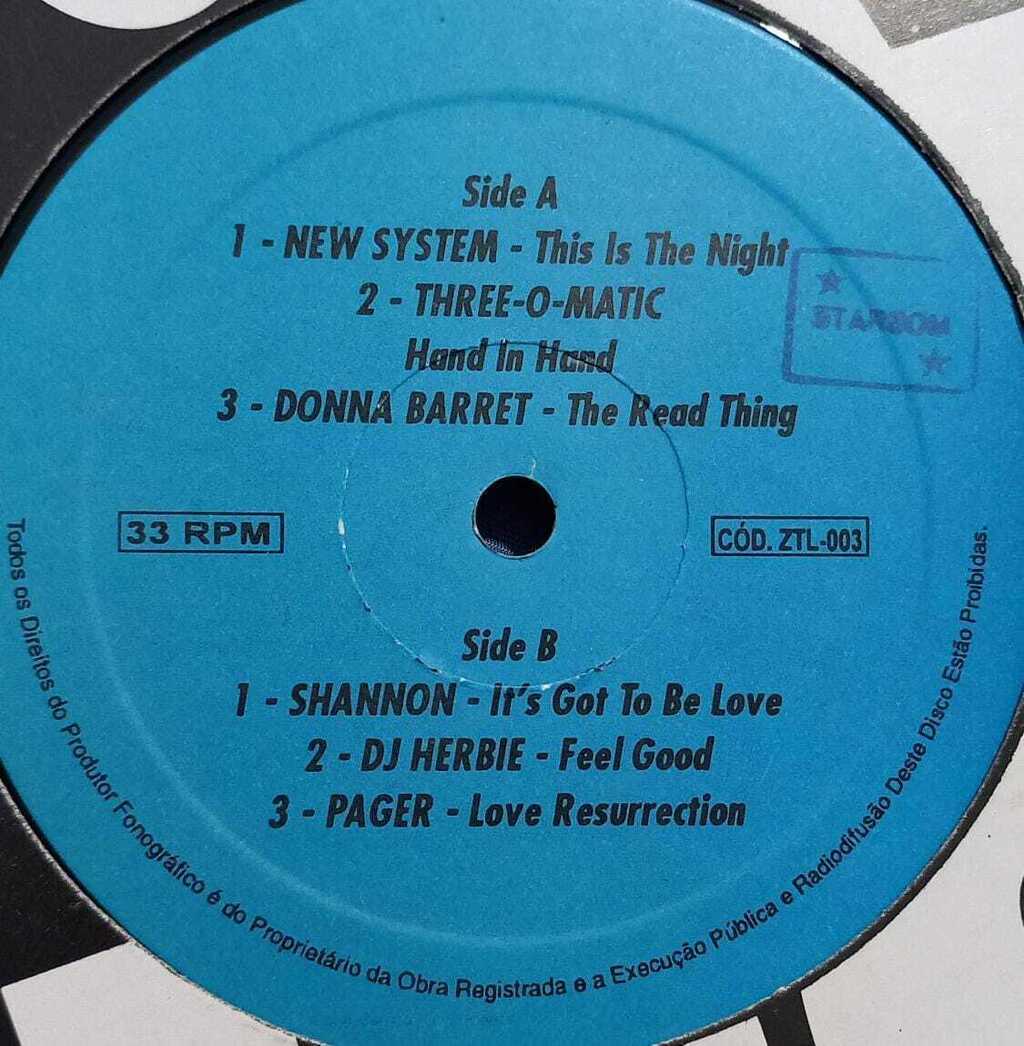 Side A
1 - NEW SYSTEM - This Is The Night
2 - THREE-O-MATIC
Hand In Hand
3 - DONNA BARRET - The Read Thing
33 RPM
CÓD. ZTL-003
Side B
1 - SHANNON - It's Got To Be Love
2 - DJ HERBIE - Feel Good
3 - PAGER - Love Resurrection
Todos os Direitos do Produtor Fonográfico é do Proprietário da Obra Registrada e a Execução Pública e Radiodifusão Deste Disco Estão Proibidas.